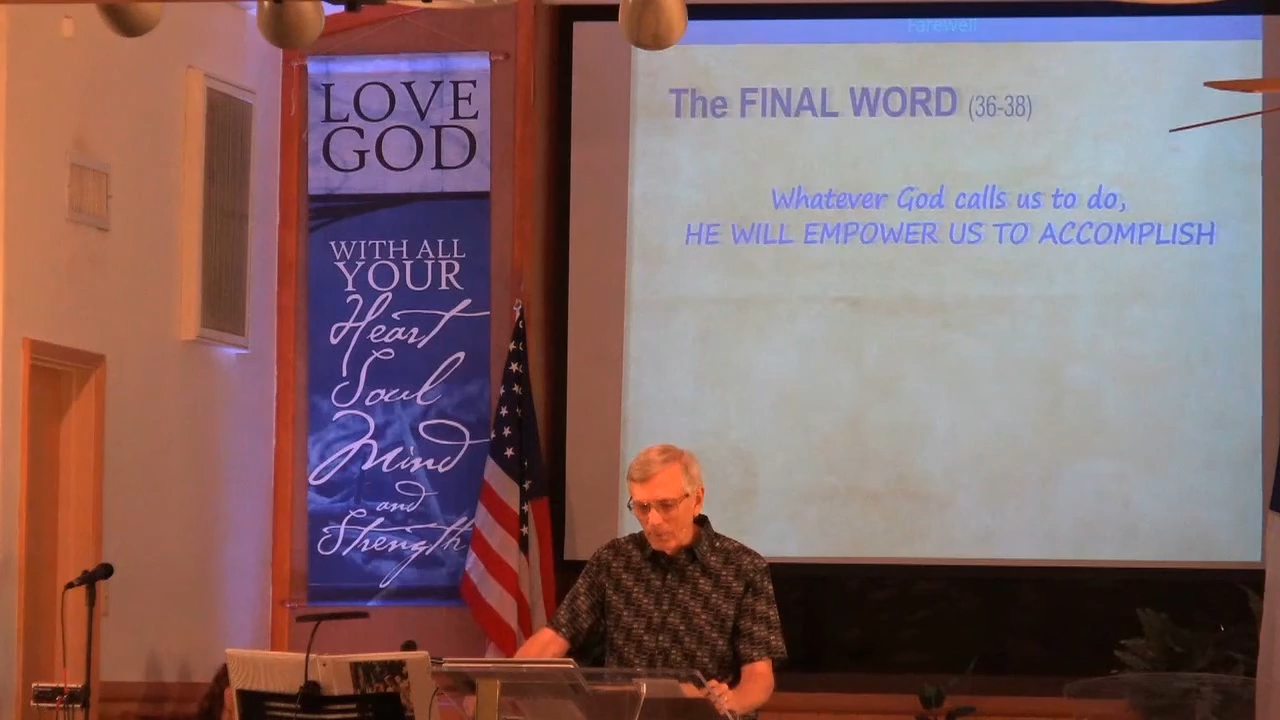 LOVE
GOD
WITH ALL
YOUR
Heart
Soul
Mind
and
Strength
Farewell
The FINAL WORD (36-38)
Whatever God calls us to do,
HE WILL EMPOWER US TO ACCOMPLISH